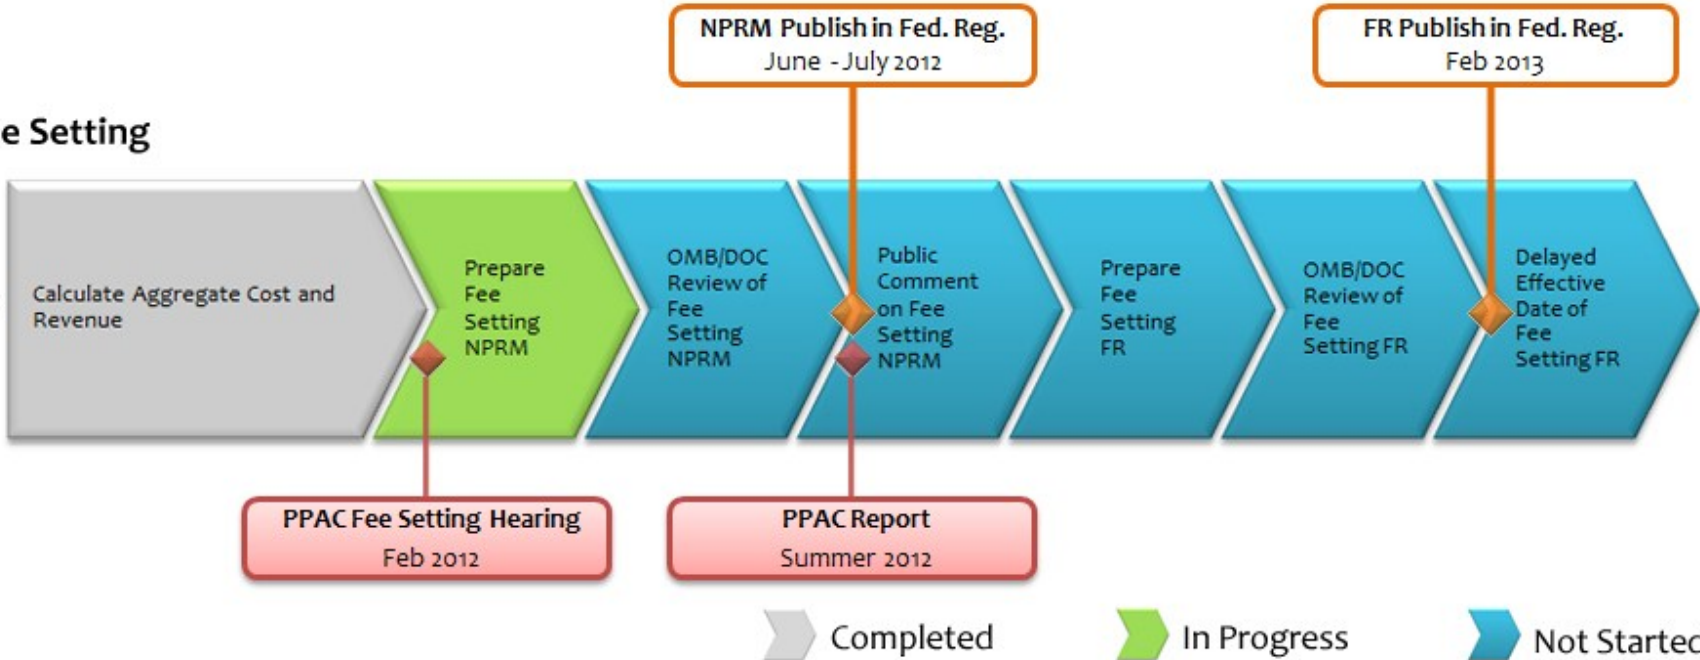 NPRM Publish in Fed. Reg.
June - July 2012
FR Publish in Fed. Reg.
Feb 2013
e Setting
Calculate Aggregate Cost and
Revenue
Prepare
Fee
Setting
NPRM
OMB/DOC
Review of
Fee
Setting
NPRM
Public
Comment
on Fee
Setting
NPRM
Prepare
Fee
Setting
FR
OMB/DOC
Review of
Fee
Setting FR
Delayed
Effective
Date of
Fee
Setting FR
PPAC Fee Setting Hearing
Feb 2012
PPAC Report
Summer 2012
Completed
In Progress
Not Started